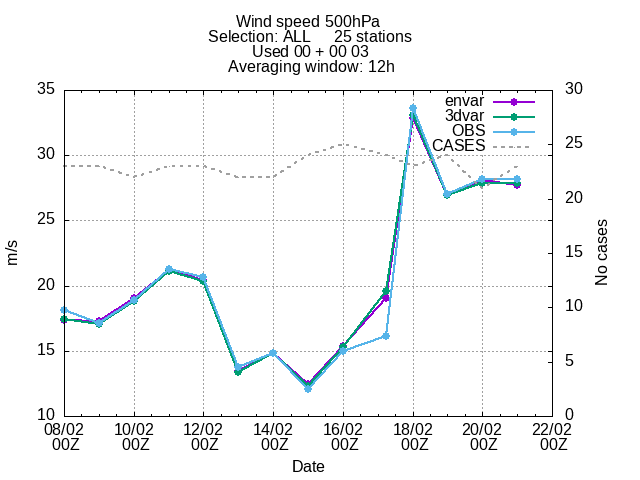 Wind speed 500hPa
Selection: ALL 25 stations
Used 00 + 00 03
Averaging window: 12h
35
30
25
20
15
10
m/s
30
25
20
15
10
5
0
No cases
envar
3dvar
OBS
CASES
08/02 10/02 12/02 14/02 16/02 18/02 20/02 22/02
00Z 00Z 00Z 00Z 00Z 00Z 00Z 00Z
Date